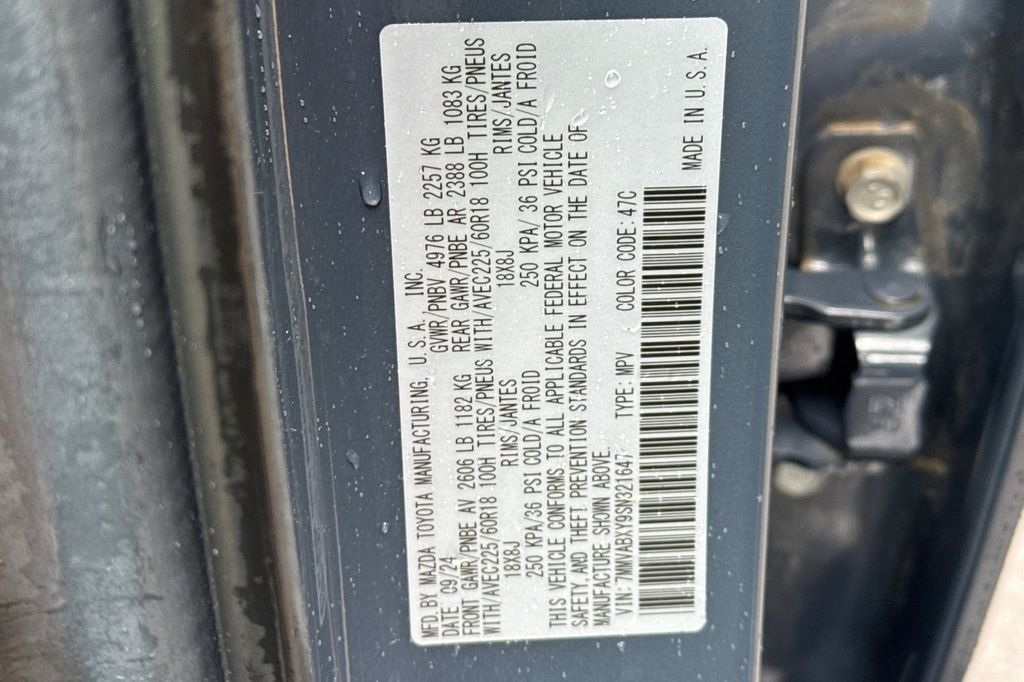 MFD.BY MAZDA TOYOTA MANUFACTURING, U.S.A. INC.
DATE 09/24 GVWR/PNBV 4976 LB 2257 KG
FRONT GAWR/PNBE AV 2606 LB 1182 KG REAR GAWR/PNBE AR 2388 LB 1083 KG
WITH/AVEC225/60R18 100H TIRES/PNEUS WITH/AVEC225/60R18 100H TIRES/PNEUS
18X8J RIMS/JANTES 18X8J RIMS/JANTES
250 KPA/36 PSI COLD/A FROID 250 KPA/ 36 PSI COLD/A FROID
THIS VEHICLE CONFORMS TO ALL APPLICABLE FEDERAL MOTOR VEHICLE
SAFETY, AND THEFT PREVENTION STANDARDS IN EFFECT ON THE DATE OF
MANUFACTURE SHOWN ABOVE.
VIN:7MMVABXY9SN321647 TYPE: MPV COLOR CODE:47C
MADE IN U.S.A.